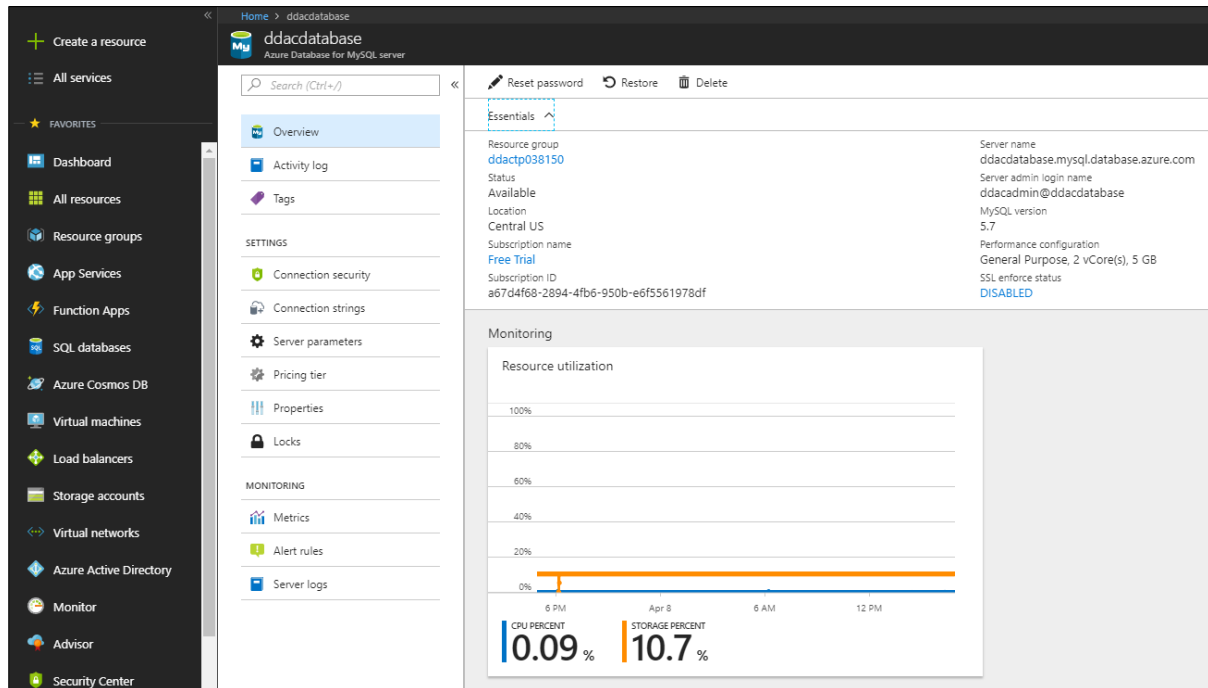 Home > ddacdatabase
ddacdatabase
Azure Database for MySQL server
Create a resource
All services
FAVORITES
Dashboard
All resources
Resource groups
App Services
Function Apps
SQL databases
Azure Cosmos DB
Virtual machines
Load balancers
Storage accounts
Virtual networks
Azure Active Directory
Monitor
Advisor
Security Center
Search (Ctrl+/)
Overview
Activity log
Tags
SETTINGS
Connection security
Connection strings
Server parameters
Pricing tier
Properties
Locks
MONITORING
Metrics
Alert rules
Server logs
Reset password Restore Delete
Essentials
Resource group
ddactp038150
Status
Available
Location
Central US
Subscription name
Free Trial
Subscription ID
a67d4f68-2894-4fb6-950b-e6f5561978df
Server name
ddacdatabase.mysql.database.azure.com
Server admin login name
ddacadmin@ddacdatabase
MySQL version
5.7
Performance configuration
General Purpose, 2 vCore(s), 5 GB
SSL enforce status
DISABLED
Monitoring
Resource utilization
100%
80%
60%
40%
20%
0%
6 PM Apr 8 6 AM 12 PM
CPU PERCENT
0.09 %
STORAGE PERCENT
10.7 %